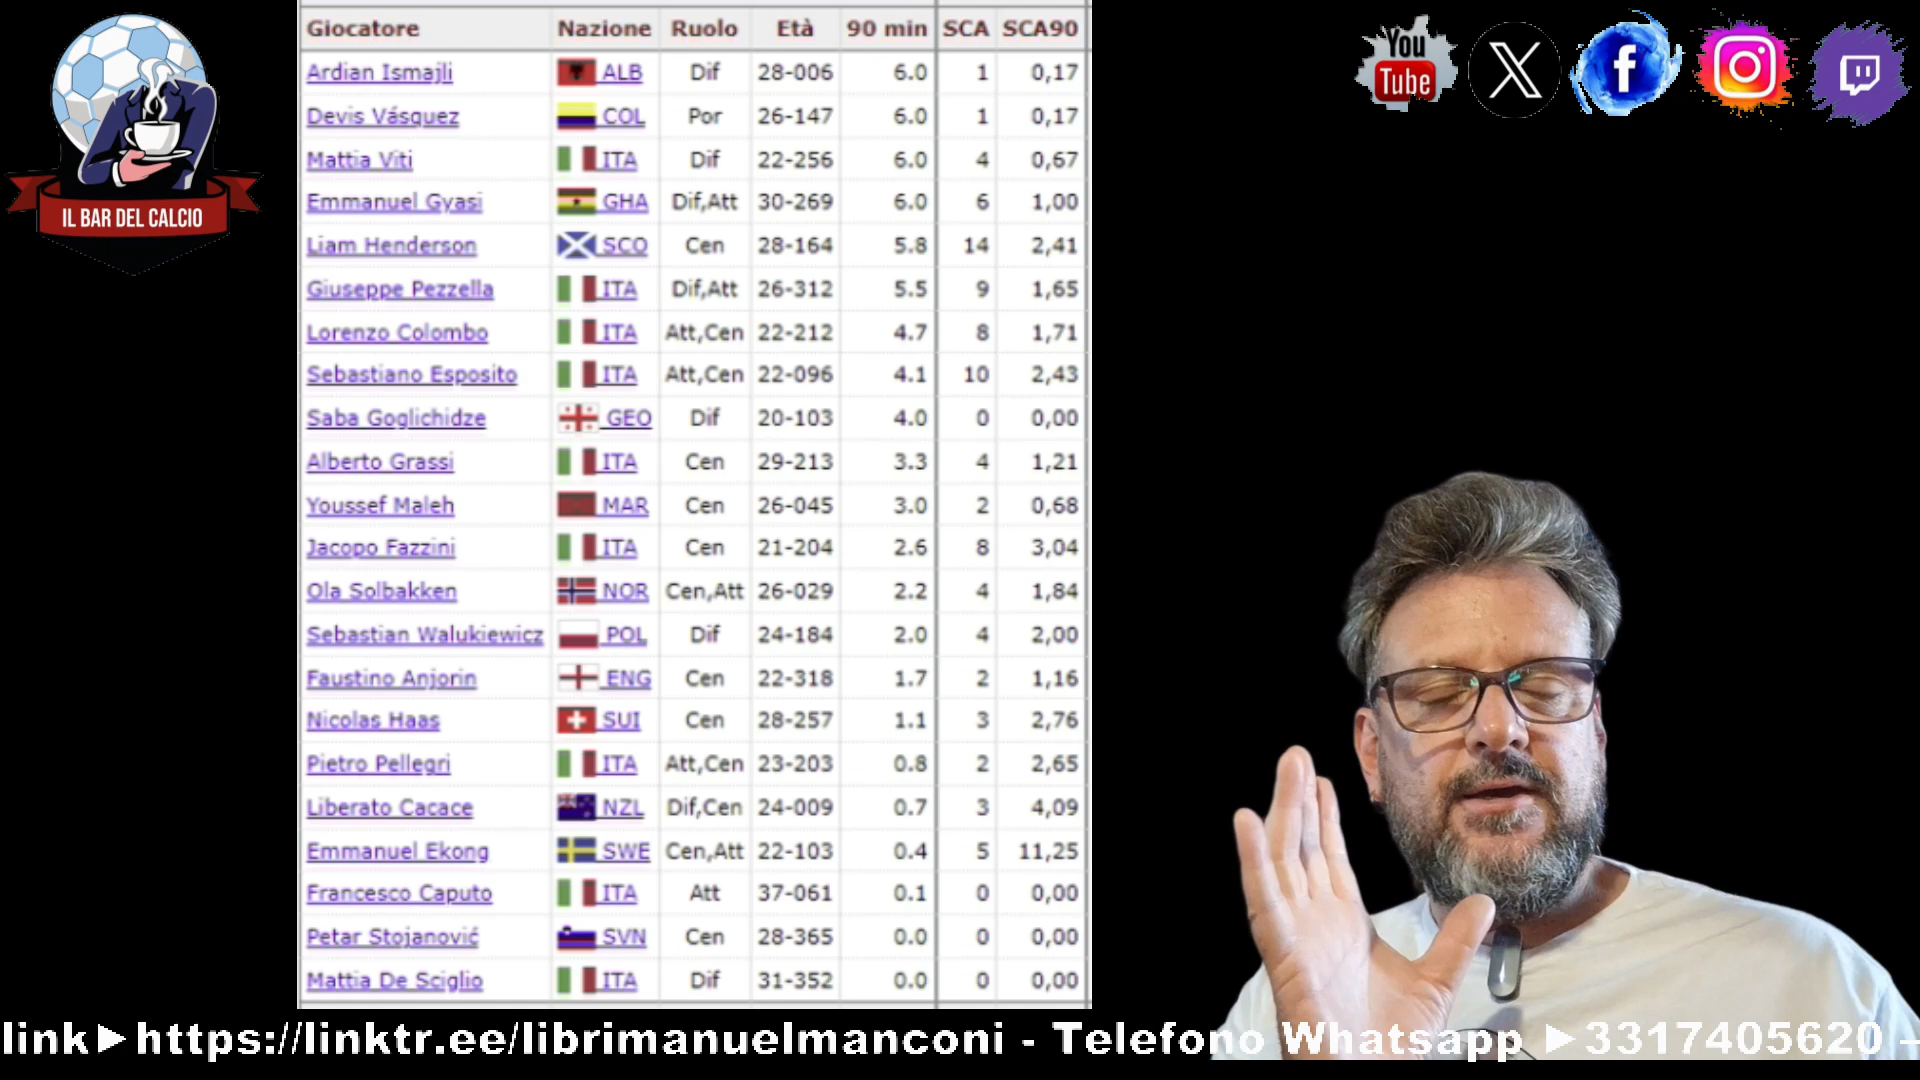 Giocatore Nazione Ruolo Età 90 min SCA SCA90
Ardian Ismajli ALB Dif 28-006 6.0 1 0,17
Devis Vásquez COL Por 26-147 6.0 1 0,17
Mattia Viti ITA Dif 22-256 6.0 4 0,67
Emmanuel Gyasi GHA Dif,Att 30-269 6.0 6 1,00
Liam Henderson SCO Cen 28-164 5.8 14 2,41
Giuseppe Pezzella ITA Dif,Att 26-312 5.5 9 1,65
Lorenzo Colombo ITA Att,Cen 22-212 4.7 8 1,71
Sebastiano Esposito ITA Att,Cen 22-096 4.1 10 2,43
Saba Goglichidze GEO Dif 20-103 4.0 0 0,00
Alberto Grassi ITA Cen 29-213 3.3 4 1,21
Youssef Maleh MAR Cen 26-045 3.0 2 0,68
Jacopo Fazzini ITA Cen 21-204 2.6 8 3,04
Ola Solbakken NOR Cen,Att 26-029 2.2 4 1,84
Sebastian Walukiewicz POL Dif 24-184 2.0 4 2,00
Faustino Anjorin ENG Cen 22-318 1.7 2 1,16
Nicolas Haas SUI Cen 28-257 1.1 3 2,76
Pietro Pellegri ITA Att,Cen 23-203 0.8 2 2,65
Liberato Cacace NZL Dif,Cen 24-009 0.7 3 4,09
Emmanuel Ekong SWE Cen,Att 22-103 0.4 5 11,25
Francesco Caputo ITA Att 37-061 0.1 0 0,00
Petar Stojanović SVN Cen 28-365 0.0 0 0,00
Mattia De Sciglio ITA Dif 31-352 0.0 0 0,00
IL BAR DEL CALCIO
You
Tube
link►https://linktr.ee/librimanuelmanconi - Telefono Whatsapp ►3317405620 -